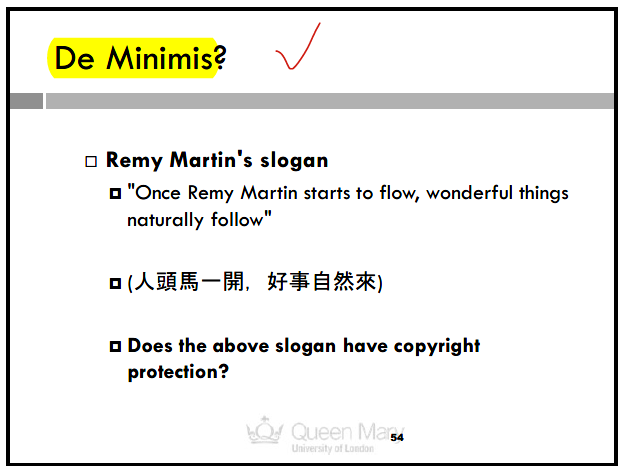 De Minimis?
Remy Martin's slogan
"Once Remy Martin starts to flow, wonderful things
naturally follow"
(人頭馬一開，好事自然來)
Does the above slogan have copyright
protection?
Queen Mary
University of London
54